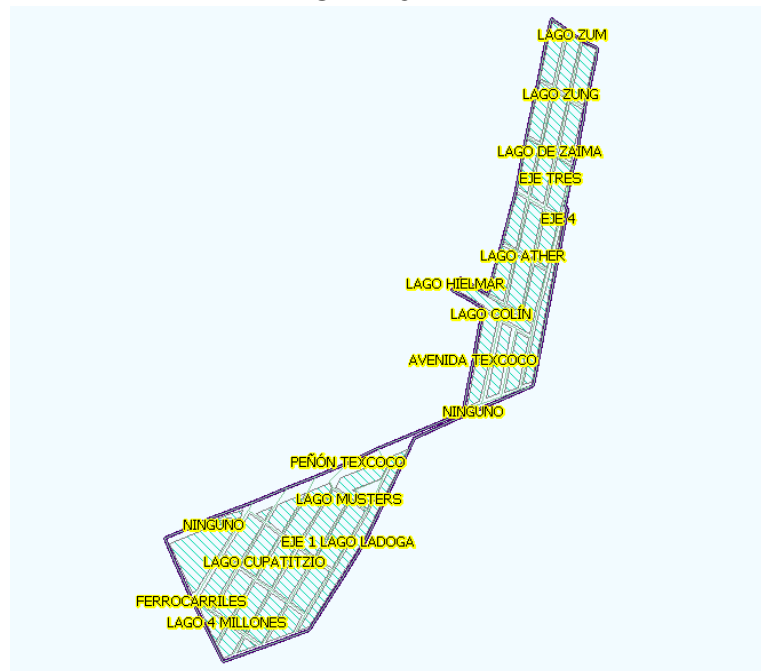 LAGO ZUM
LAGO ZUNG
LAGO DE ZAIMA
EJE TRES
EJE 4
LAGO ATHER
LAGO HIELMAR
LAGO COLÍN
AVENIDA TEXCOCO
NINGUNO
PEÑÓN TEXCOCO
LAGO MUSTERS
NINGUNO
EJE 1 LAGO LADOGA
LAGO CUPATITZIO
FERROCARRILES
LAGO 4 MILLONES